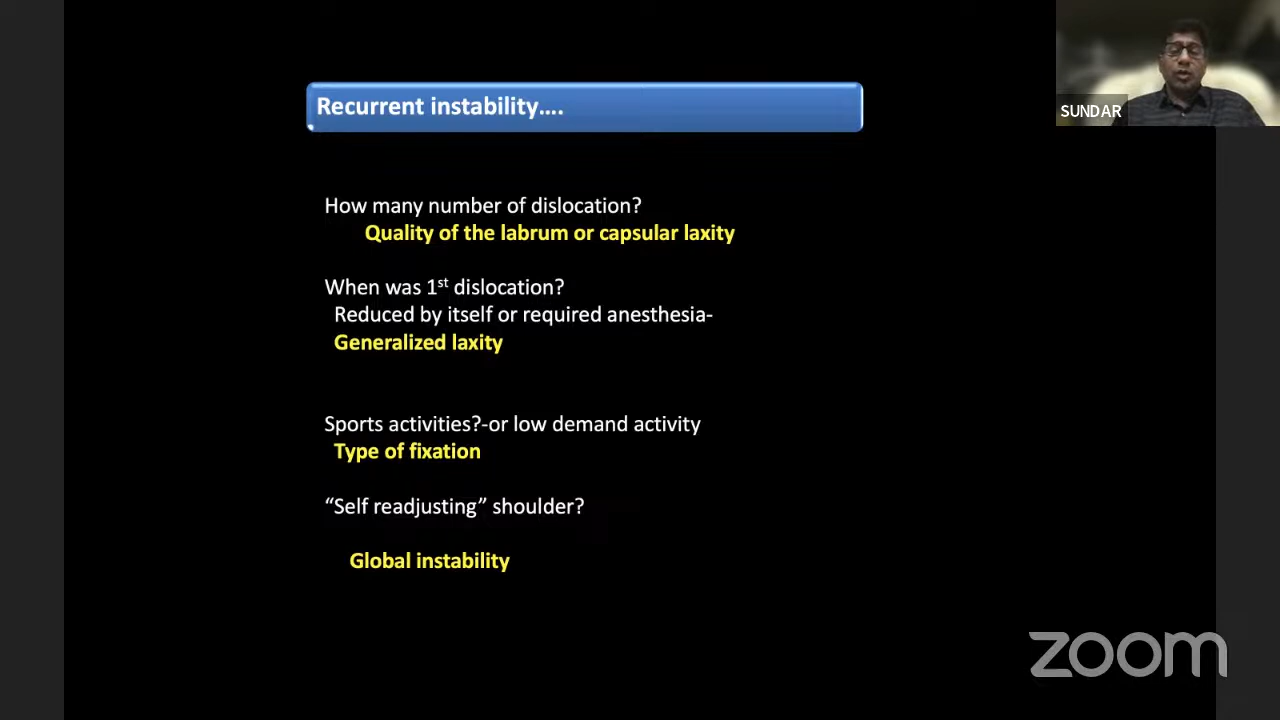 Recurrent instability....
SUNDAR
How many number of dislocation?
Quality of the labrum or capsular laxity
When was 1st dislocation?
Reduced by itself or required anesthesia-
Generalized laxity
Sports activities?-or low demand activity
Type of fixation
“Self readjusting” shoulder?
Global instability
zoom